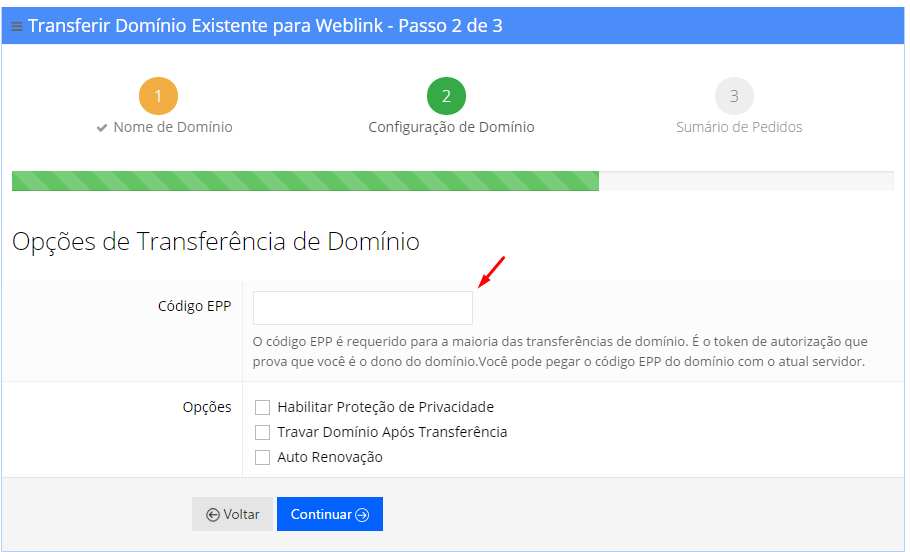 Transferir Domínio Existente para Weblink - Passo 2 de 3
1
2
3
Nome de Domínio
Configuração de Domínio
Sumário de Pedidos
Opções de Transferência de Domínio
Código EPP
O código EPP é requerido para a maioria das transferências de domínio. É o token de autorização que
prova que você é o dono do domínio.Você pode pegar o código EPP do domínio com o atual servidor.
Opções
Habilitar Proteção de Privacidade
Travar Domínio Após Transferência
Auto Renovação
Voltar
Continuar